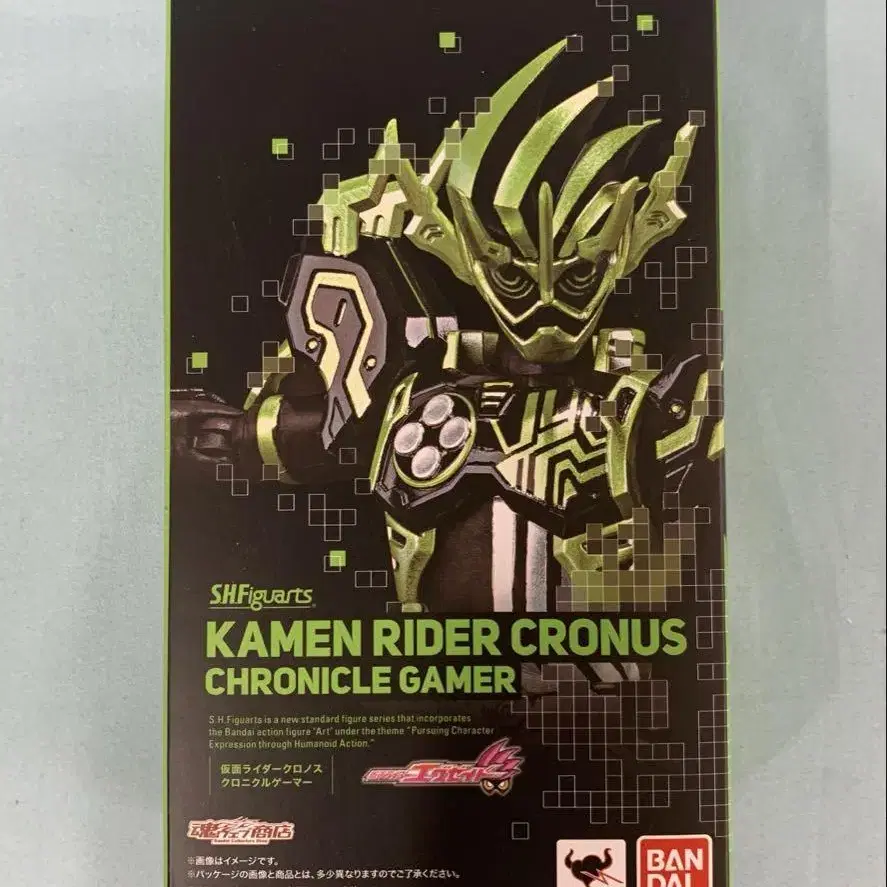 S.H.Figuarts
KAMEN RIDER CRONUS
CHRONICLE GAMER
S.H.Figuarts is a new standard figure series that incorporates
the Bandai action figure "Art" under the theme "Pursuing Character
Expression through Humanoid Action."
仮面ライダークロノス
クロニクルゲーマー
仮面ライダーエグゼイド
魂ウェブ商店
※画像はイメージです。
※パッケージの画像と商品とは、多少異なりますのでご了承ください。
BAN
DAI